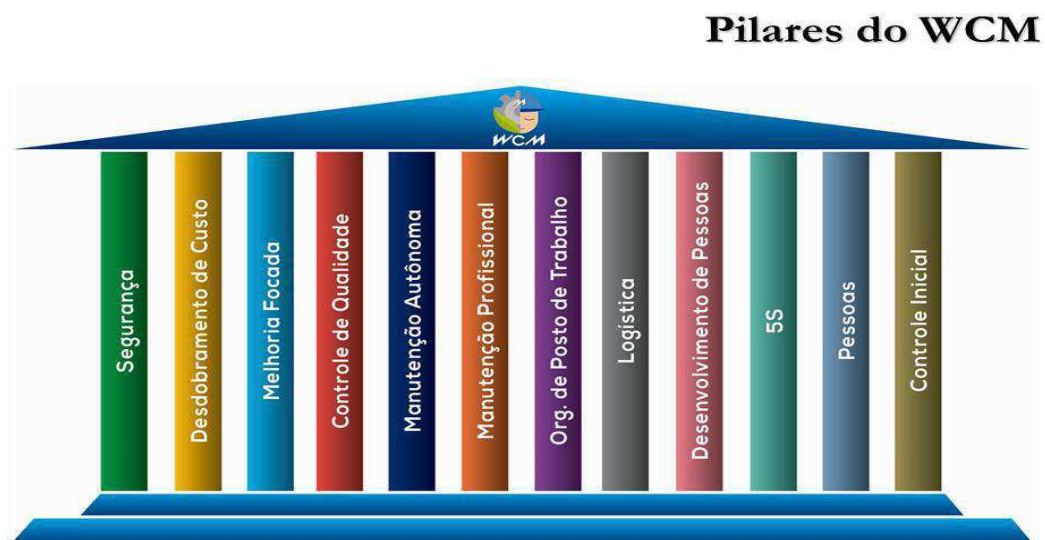 Pilares do WCM
WCM
Segurança
Desdobramento de Custo
Melhoria Focada
Controle de Qualidade
Manutenção Autônoma
Manutenção Profissional
Org. de Posto de Trabalho
Logística
Desenvolvimento de Pessoas
5S
Pessoas
Controle Inicial